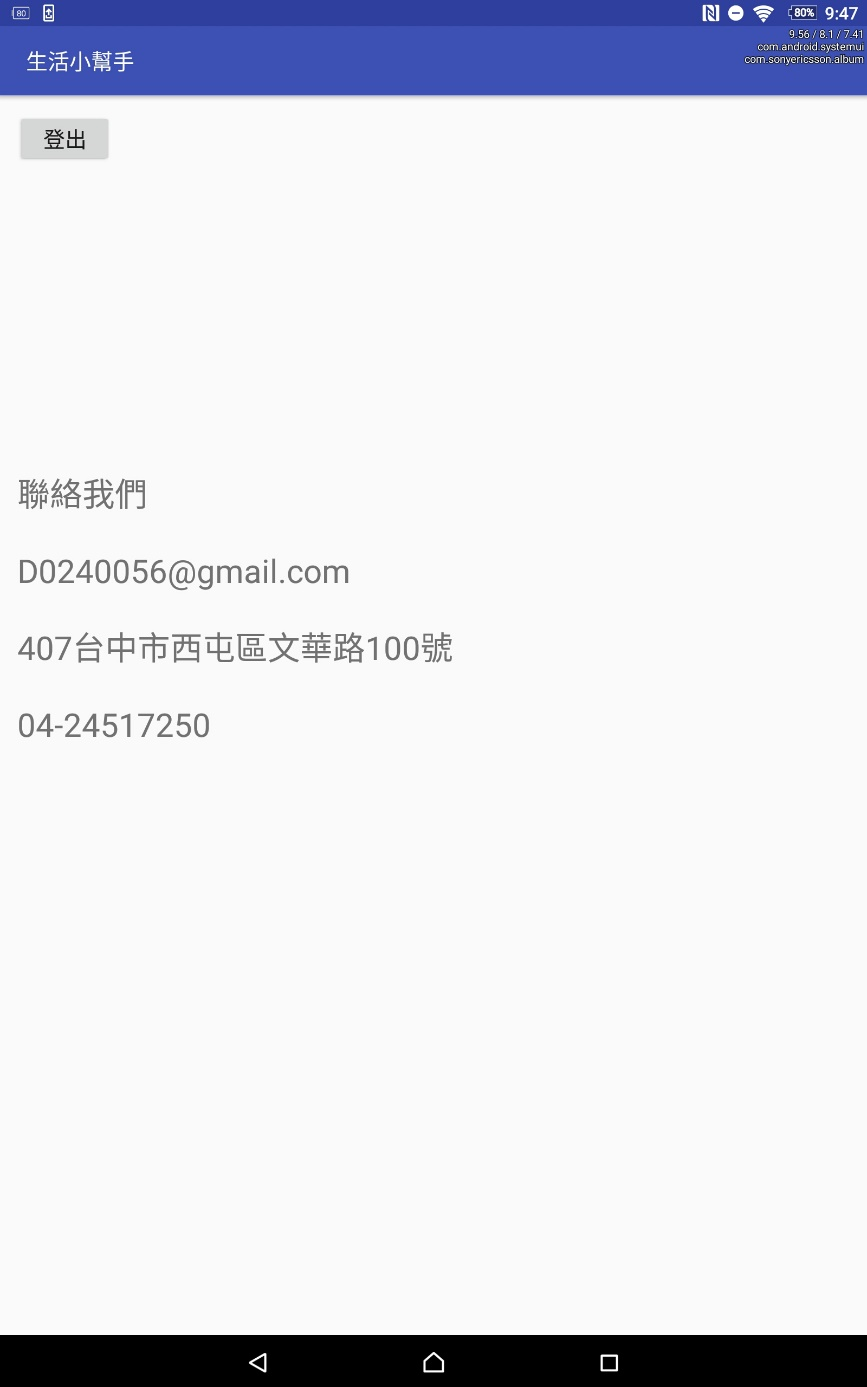 80
80%
9:47
9.56 / 8.1 / 7.41
com.android.systemui
com.sonyericsson.album
生活小幫手
登出
聯絡我們
D0240056@gmail.com
407台中市西屯區文華路100號
04-24517250